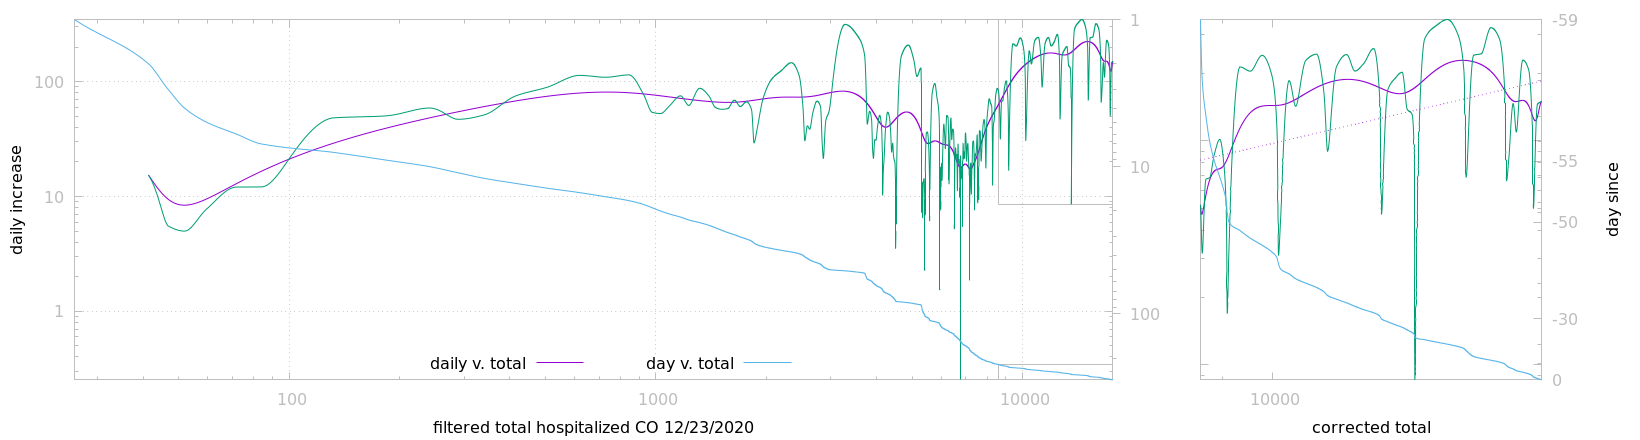 daily increase
100
10
1
daily v. total
day v. total
100
1000
10000
filtered total hospitalized CO 12/23/2020
1
10
100
-59
-55
-50
-30
0
day since
10000
corrected total